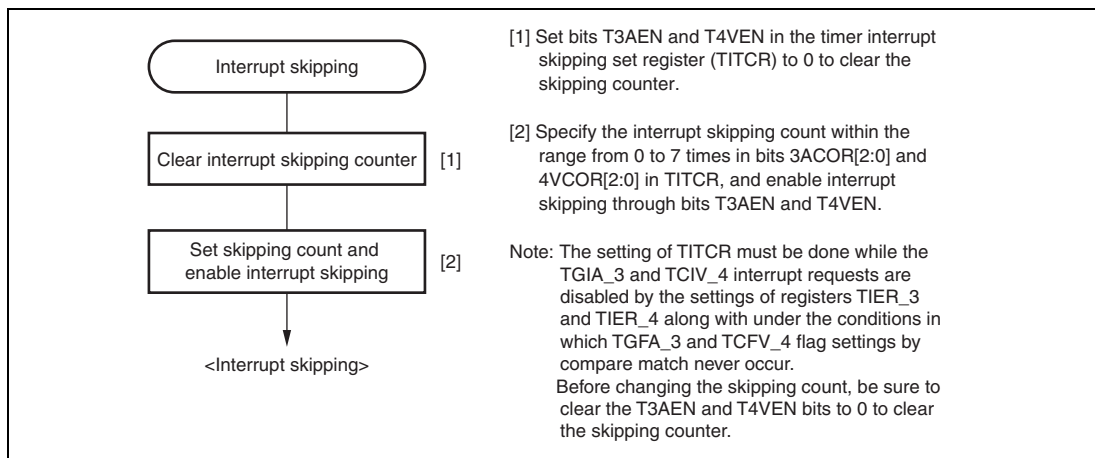 Interrupt skipping
Clear interrupt skipping counter
[1]
Set skipping count and
enable interrupt skipping
[2]
<Interrupt skipping>
[1] Set bits T3AEN and T4VEN in the timer interrupt
skipping set register (TITCR) to 0 to clear the
skipping counter.
[2] Specify the interrupt skipping count within the
range from 0 to 7 times in bits 3ACOR[2:0] and
4VCOR[2:0] in TITCR, and enable interrupt
skipping through bits T3AEN and T4VEN.
Note: The setting of TITCR must be done while the
TGIA_3 and TCIV_4 interrupt requests are
disabled by the settings of registers TIER_3
and TIER_4 along with under the conditions in
which TGFA_3 and TCFV_4 flag settings by
compare match never occur.
Before changing the skipping count, be sure to
clear the T3AEN and T4VEN bits to 0 to clear
the skipping counter.